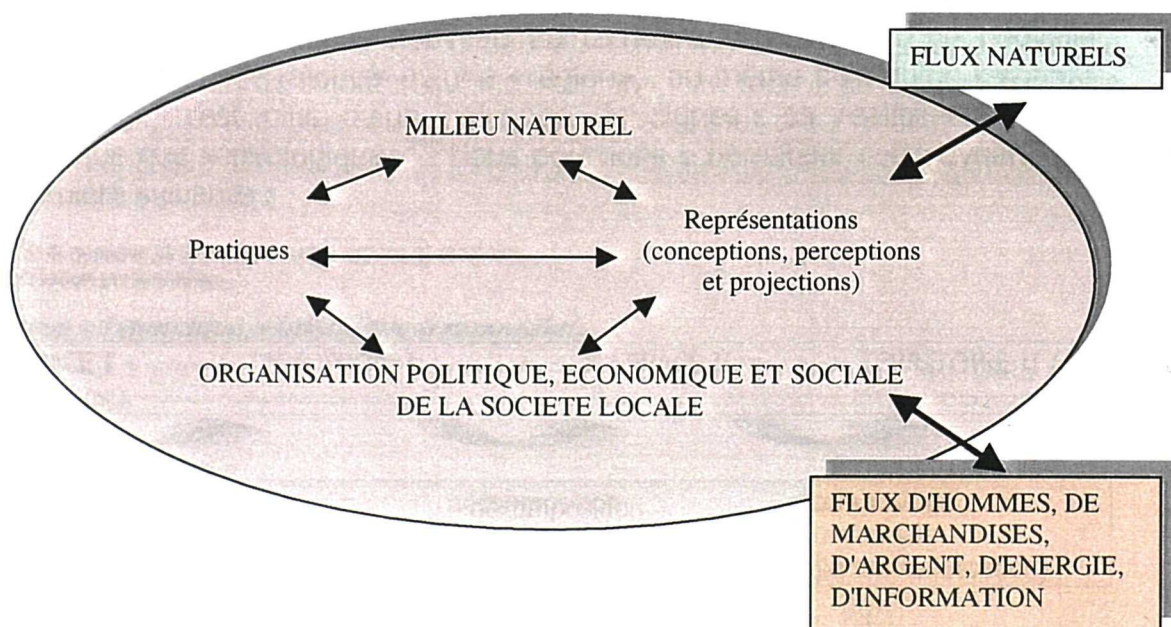 FLUX NATURELS
MILIEU NATUREL
Pratiques
Représentations
(conceptions, perceptions
et projections)
ORGANISATION POLITIQUE, ECONOMIQUE ET SOCIALE
DE LA SOCIETE LOCALE
FLUX D'HOMMES, DE
MARCHANDISES,
D'ARGENT, D'ENERGIE,
D'INFORMATION